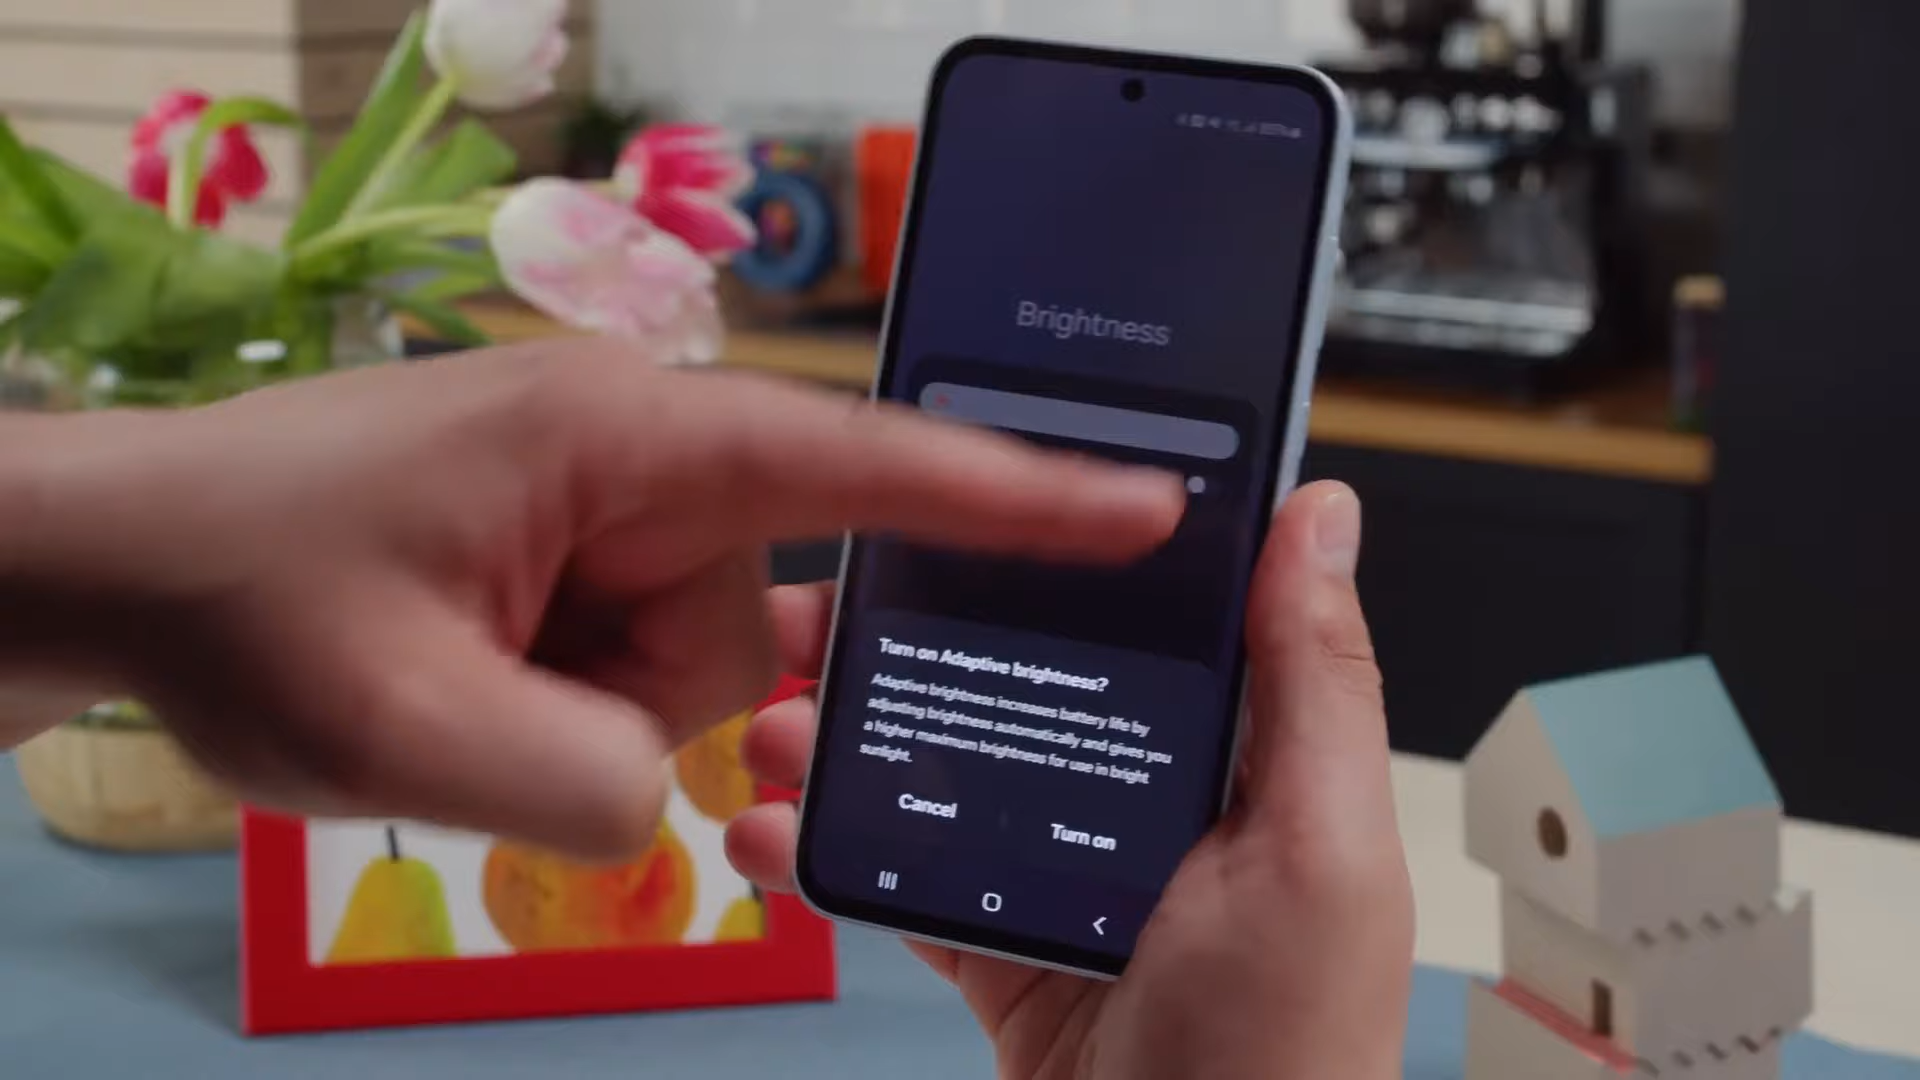 Brightness
Turn on Adaptive brightness?
Adaptive brightness increases battery life by
adjusting brightness automatically and gives you
a higher maximum brightness for use in bright
sunlight.
Cancel
Turn on